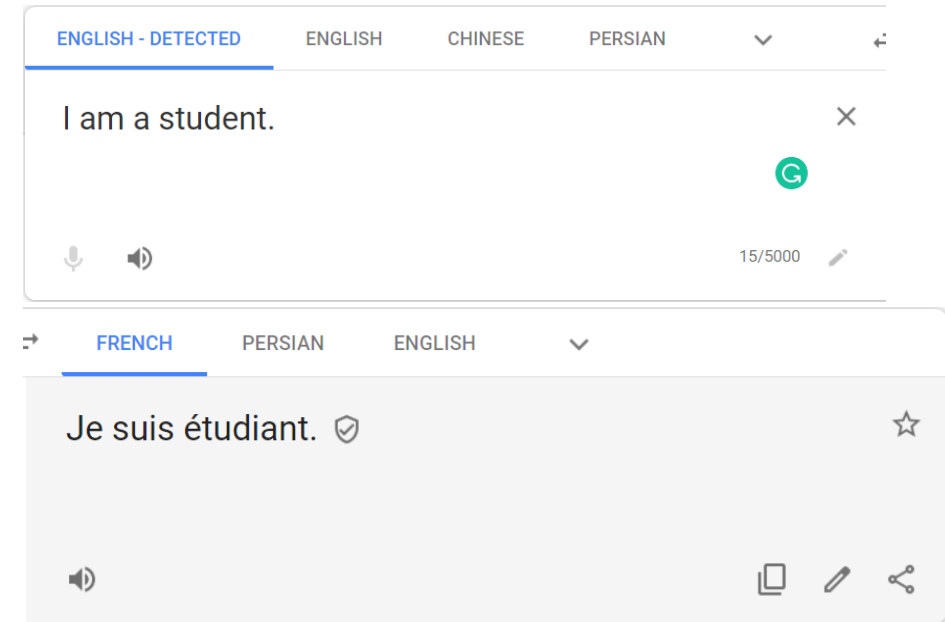 ENGLISH - DETECTED ENGLISH CHINESE PERSIAN
I am a student.
15/5000
FRENCH PERSIAN ENGLISH
Je suis étudiant.